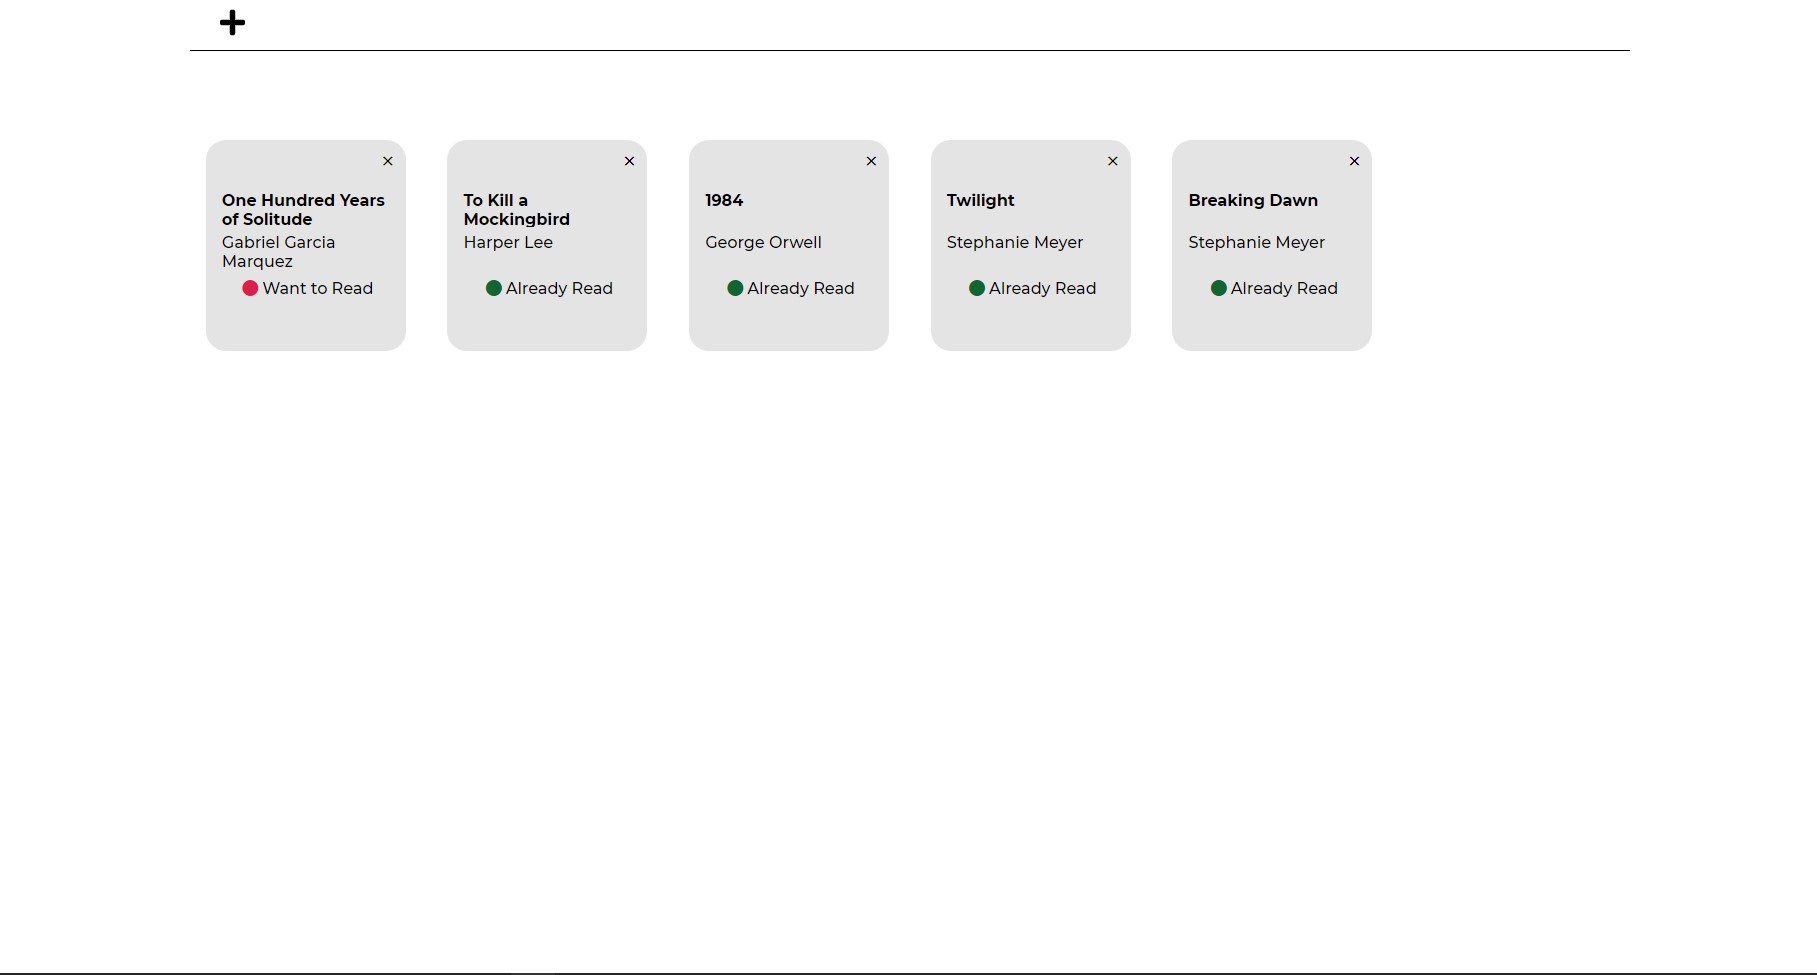 One Hundred Years
of Solitude
Gabriel Garcia
Marquez
Want to Read
To Kill a
Mockingbird
Harper Lee
Already Read
1984
George Orwell
Already Read
Twilight
Stephanie Meyer
Already Read
Breaking Dawn
Stephanie Meyer
Already Read